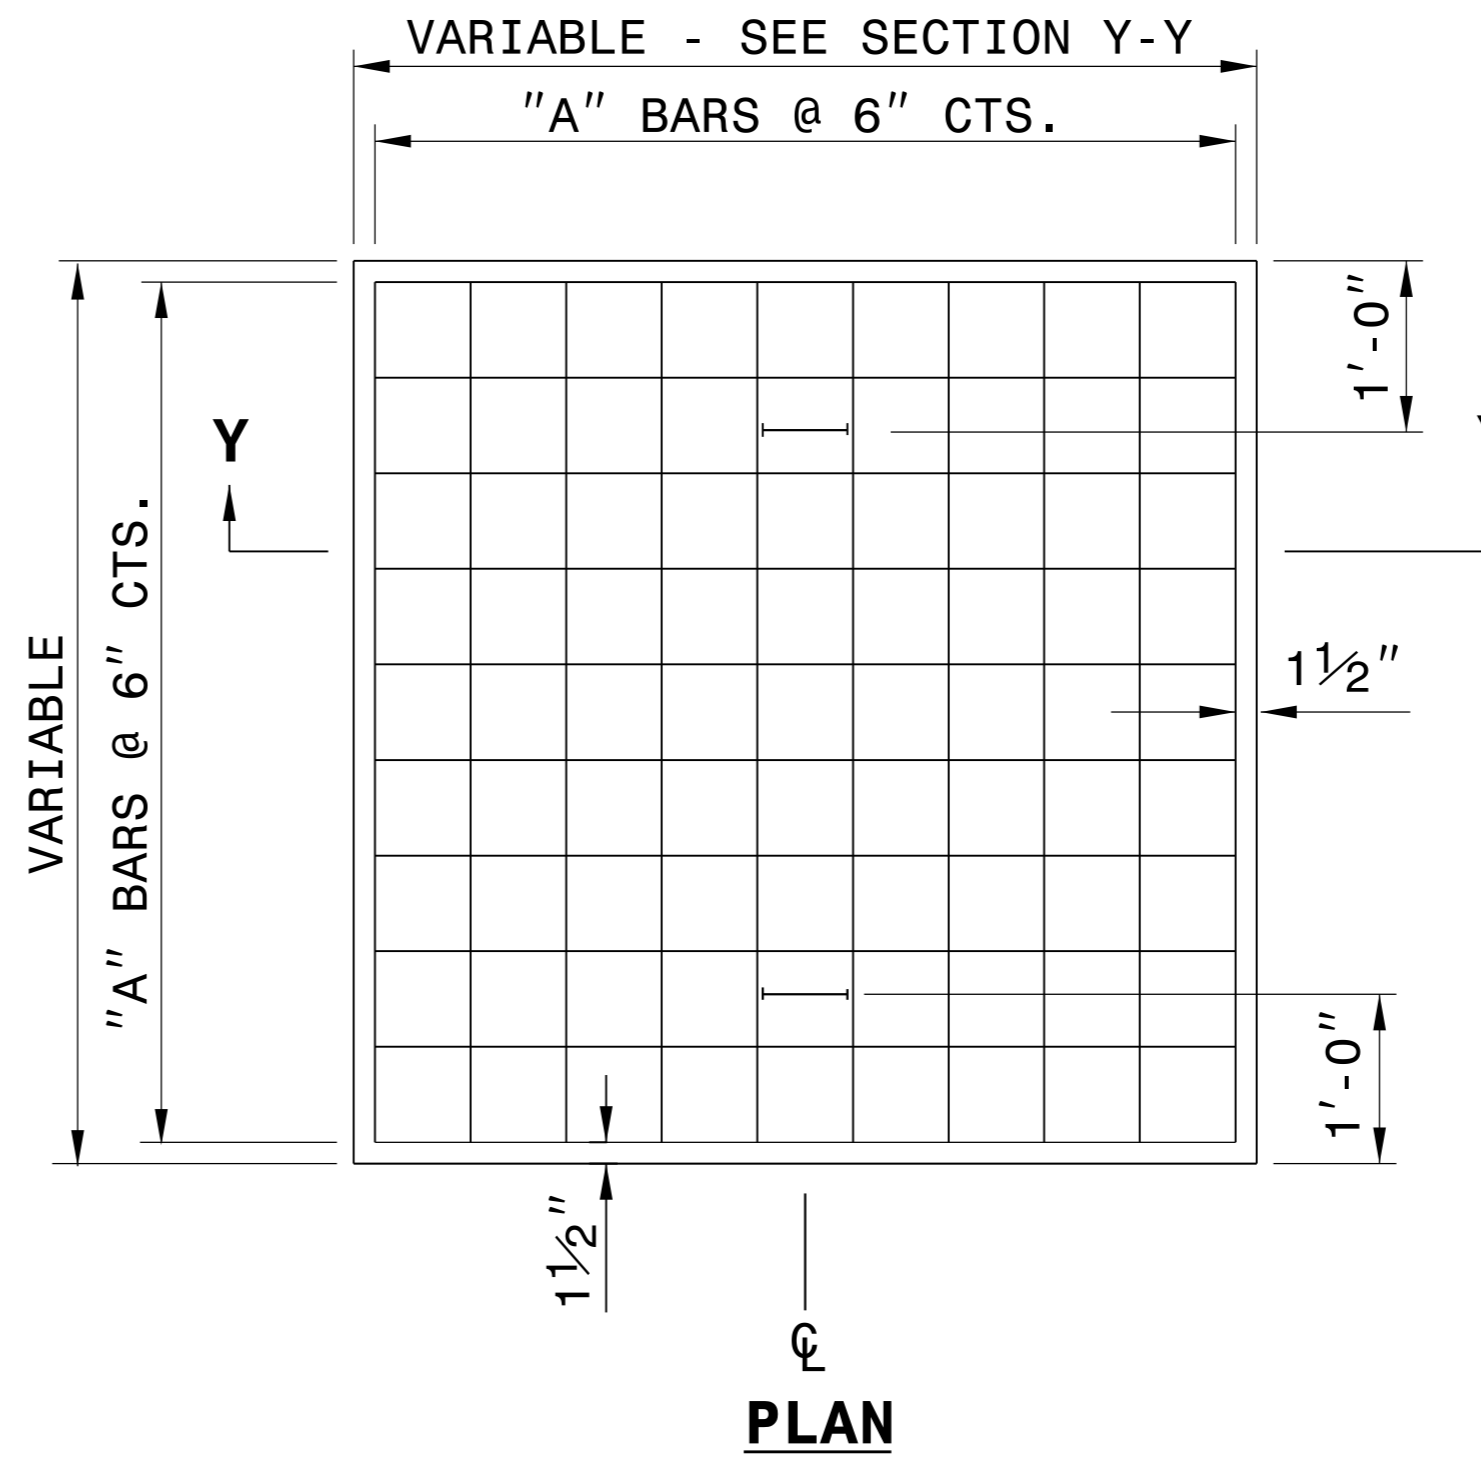 VARIABLE - SEE SECTION Y-Y
"A" BARS @ 6" CTS.
1'-0"
Y
VARIABLE
"A" BARS @ 6" CTS.
1½"
1'-0"
1½"
℄
PLAN